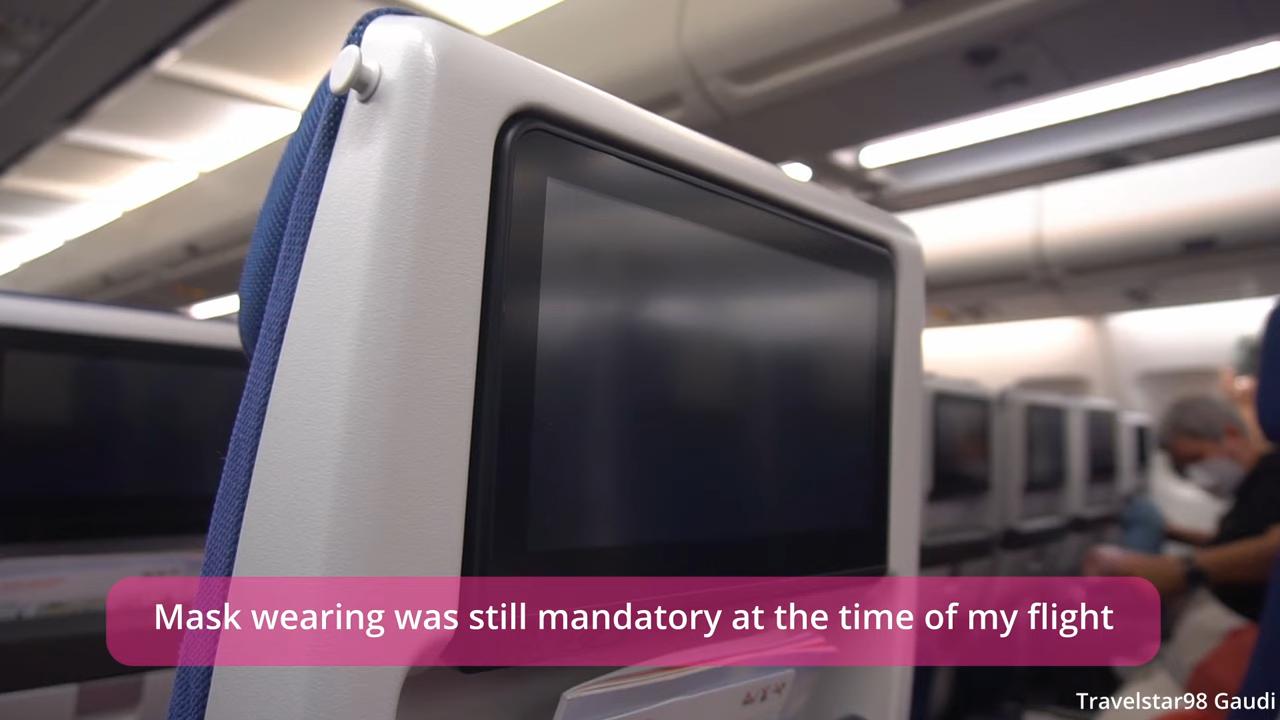 Mask wearing was still mandatory at the time of my flight
Travelstar98 Gaudi